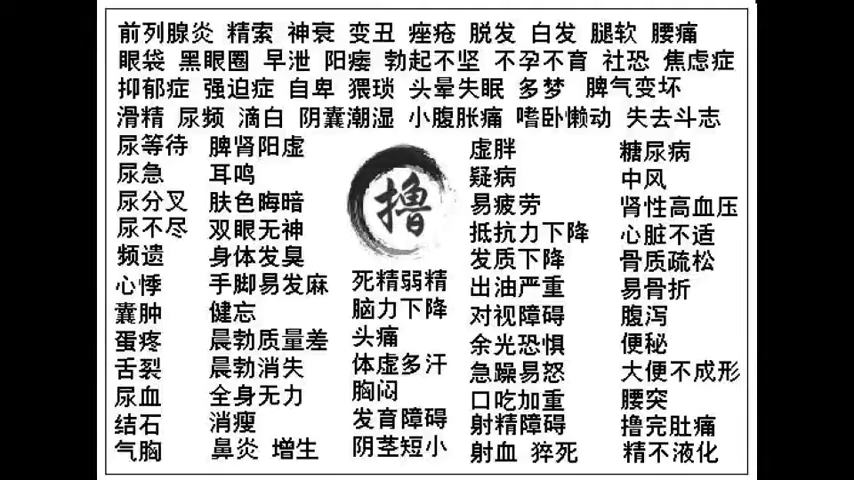 前列腺炎 精索 神衰 变丑 痤疮 脱发 白发 腿软 腰痛
眼袋 黑眼圈 早泄 阳痿 勃起不坚 不孕不育 社恐 焦虑症
抑郁症 强迫症 自卑 猥琐 头晕失眠 多梦 脾气变坏
滑精 尿频 滴白 阴囊潮湿 小腹胀痛 嗜卧懒动 失去斗志
尿等待
尿急
尿分叉
尿不尽
频遗
心悸
囊肿
蛋疼
舌裂
尿血
结石
气胸
脾肾阳虚
耳鸣
肤色晦暗
双眼无神
身体发臭
手脚易发麻
健忘
晨勃质量差
晨勃消失
全身无力
消瘦
鼻炎 增生
撸
死精弱精
脑力下降
头痛
体虚多汗
胸闷
发育障碍
阴茎短小
虚胖
疑病
易疲劳
抵抗力下降
发质下降
出油严重
对视障碍
余光恐惧
急躁易怒
口吃加重
射精障碍
射血 猝死
糖尿病
中风
肾性高血压
心脏不适
骨质疏松
易骨折
腹泻
便秘
大便不成形
腰突
撸完肚痛
精不液化